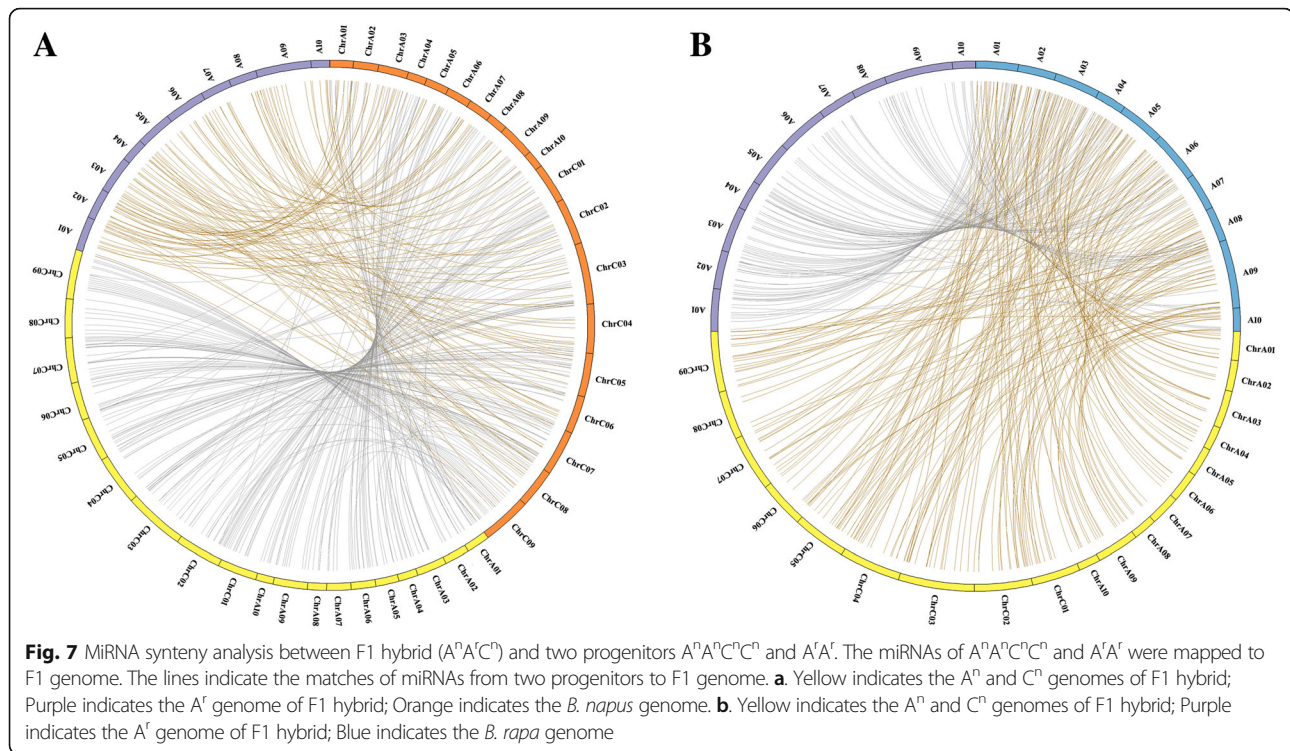 A
B
A01
A02
A03
A04
A05
A06
A07
A08
A09
A10
ChrA01
ChrA02
ChrA03
ChrA04
ChrA05
ChrA06
ChrA07
ChrA08
ChrA09
ChrA10
ChrC01
ChrC02
ChrC03
ChrC04
ChrC05
ChrC06
ChrC07
ChrC08
ChrC09
ChrA01
ChrA02
ChrA03
ChrA04
ChrA05
ChrA06
ChrA07
ChrA08
ChrA09
ChrA10
ChrC01
ChrC02
ChrC03
ChrC04
ChrC05
ChrC06
ChrC07
ChrC08
ChrC09
A01
A02
A03
A04
A05
A06
A07
A08
A09
A10
A01
A02
A03
A04
A05
A06
A07
A08
A09
A10
ChrA01
ChrA02
ChrA03
ChrA04
ChrA05
ChrA06
ChrA07
ChrA08
ChrA09
ChrA10
ChrC01
ChrC02
ChrC03
ChrC04
ChrC05
ChrC06
ChrC07
ChrC08
ChrC09
Fig. 7 MiRNA synteny analysis between F1 hybrid (AⁿAʳCⁿ) and two progenitors AⁿAⁿCⁿCⁿ and AʳAʳ. The miRNAs of AⁿAⁿCⁿCⁿ and AʳAʳ were mapped to
F1 genome. The lines indicate the matches of miRNAs from two progenitors to F1 genome. a. Yellow indicates the Aⁿ and Cⁿ genomes of F1 hybrid;
Purple indicates the Aʳ genome of F1 hybrid; Orange indicates the B. napus genome. b. Yellow indicates the Aⁿ and Cⁿ genomes of F1 hybrid; Purple
indicates the Aʳ genome of F1 hybrid; Blue indicates the B. rapa genome